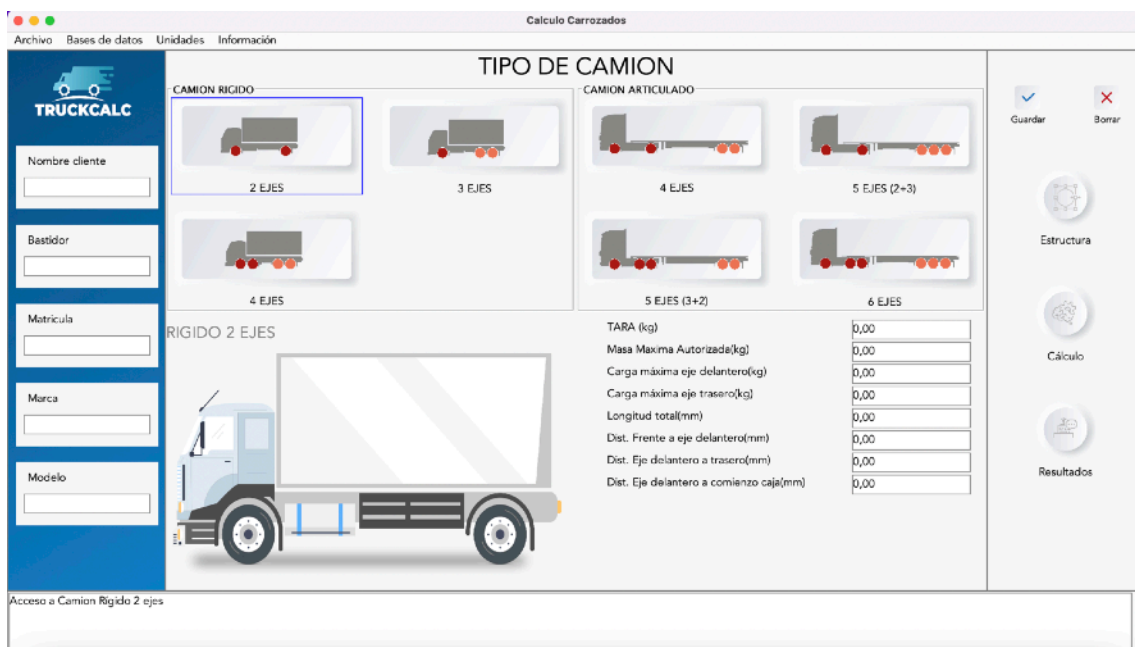 Calculo Carrozados
Archivo Bases de datos Unidades Información
TRUCKCALC
Nombre cliente
Bastidor
Matricula
Marca
Modelo
TIPO DE CAMION
CAMION RIGIDO
2 EJES
3 EJES
4 EJES
CAMION ARTICULADO
4 EJES
5 EJES (2+3)
5 EJES (3+2)
6 EJES
RIGIDO 2 EJES
TARA (kg) 0,00
Masa Maxima Autorizada(kg) 0,00
Carga máxima eje delantero(kg) 0,00
Carga máxima eje trasero(kg) 0,00
Longitud total(mm) 0,00
Dist. Frente a eje delantero(mm) 0,00
Dist. Eje delantero a trasero(mm) 0,00
Dist. Eje delantero a comienzo caja(mm) 0,00
Guardar Borrar
Estructura
Cálculo
Resultados
Acceso a Camion Rígido 2 ejes